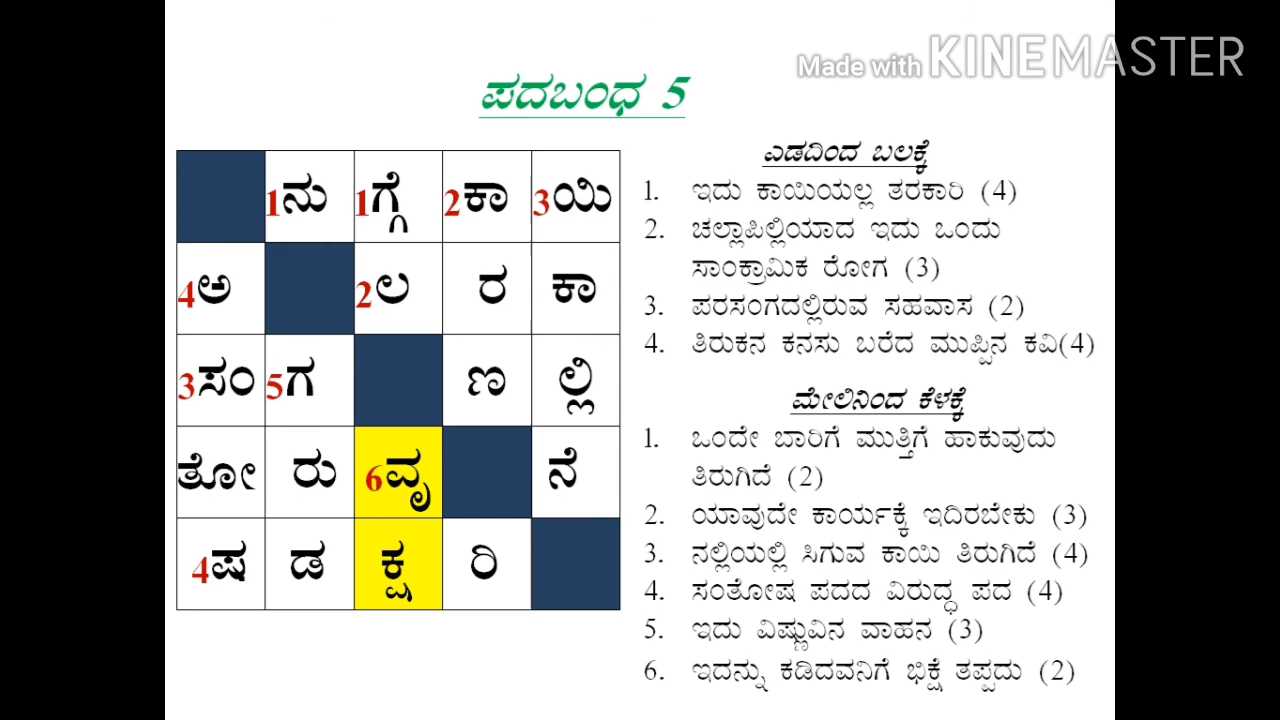 Made with KINEMASTER
ಪದಬಂಧ 5
1ನು 1ಗ್ಗೆ 2ಕಾ 3ಯಿ
4ಅ 2ಲ ರ ಕಾ
3ಸಂ 5ಗ ಣ ಲ್ಲಿ
ತೋ ರು 6ವೃ ನೆ
4ಷ ಡ ಕ್ಷ ರಿ
ಎಡದಿಂದ ಬಲಕ್ಕೆ
1. ಇದು ಕಾಯಿಯಲ್ಲ ತರಕಾರಿ (4)
2. ಚಲ್ಲಾಪಿಲ್ಲಿಯಾದ ಇದು ಒಂದು
ಸಾಂಕ್ರಾಮಿಕ ರೋಗ (3)
3. ಪರಸಂಗದಲ್ಲಿರುವ ಸಹವಾಸ (2)
4. ತಿರುಕನ ಕನಸು ಬರೆದ ಮುಪ್ಪಿನ ಕವಿ(4)
ಮೇಲಿನಿಂದ ಕೆಳಕ್ಕೆ
1. ಒಂದೇ ಬಾರಿಗೆ ಮುತ್ತಿಗೆ ಹಾಕುವುದು
ತಿರುಗಿದೆ (2)
2. ಯಾವುದೇ ಕಾರ್ಯಕ್ಕೆ ಇದಿರಬೇಕು (3)
3. ನಲ್ಲಿಯಲ್ಲಿ ಸಿಗುವ ಕಾಯಿ ತಿರುಗಿದೆ (4)
4. ಸಂತೋಷ ಪದದ ವಿರುದ್ಧ ಪದ (4)
5. ಇದು ವಿಷ್ಣುವಿನ ವಾಹನ (3)
6. ಇದನ್ನು ಕಡಿದವನಿಗೆ ಭಿಕ್ಷೆ ತಪ್ಪದು (2)